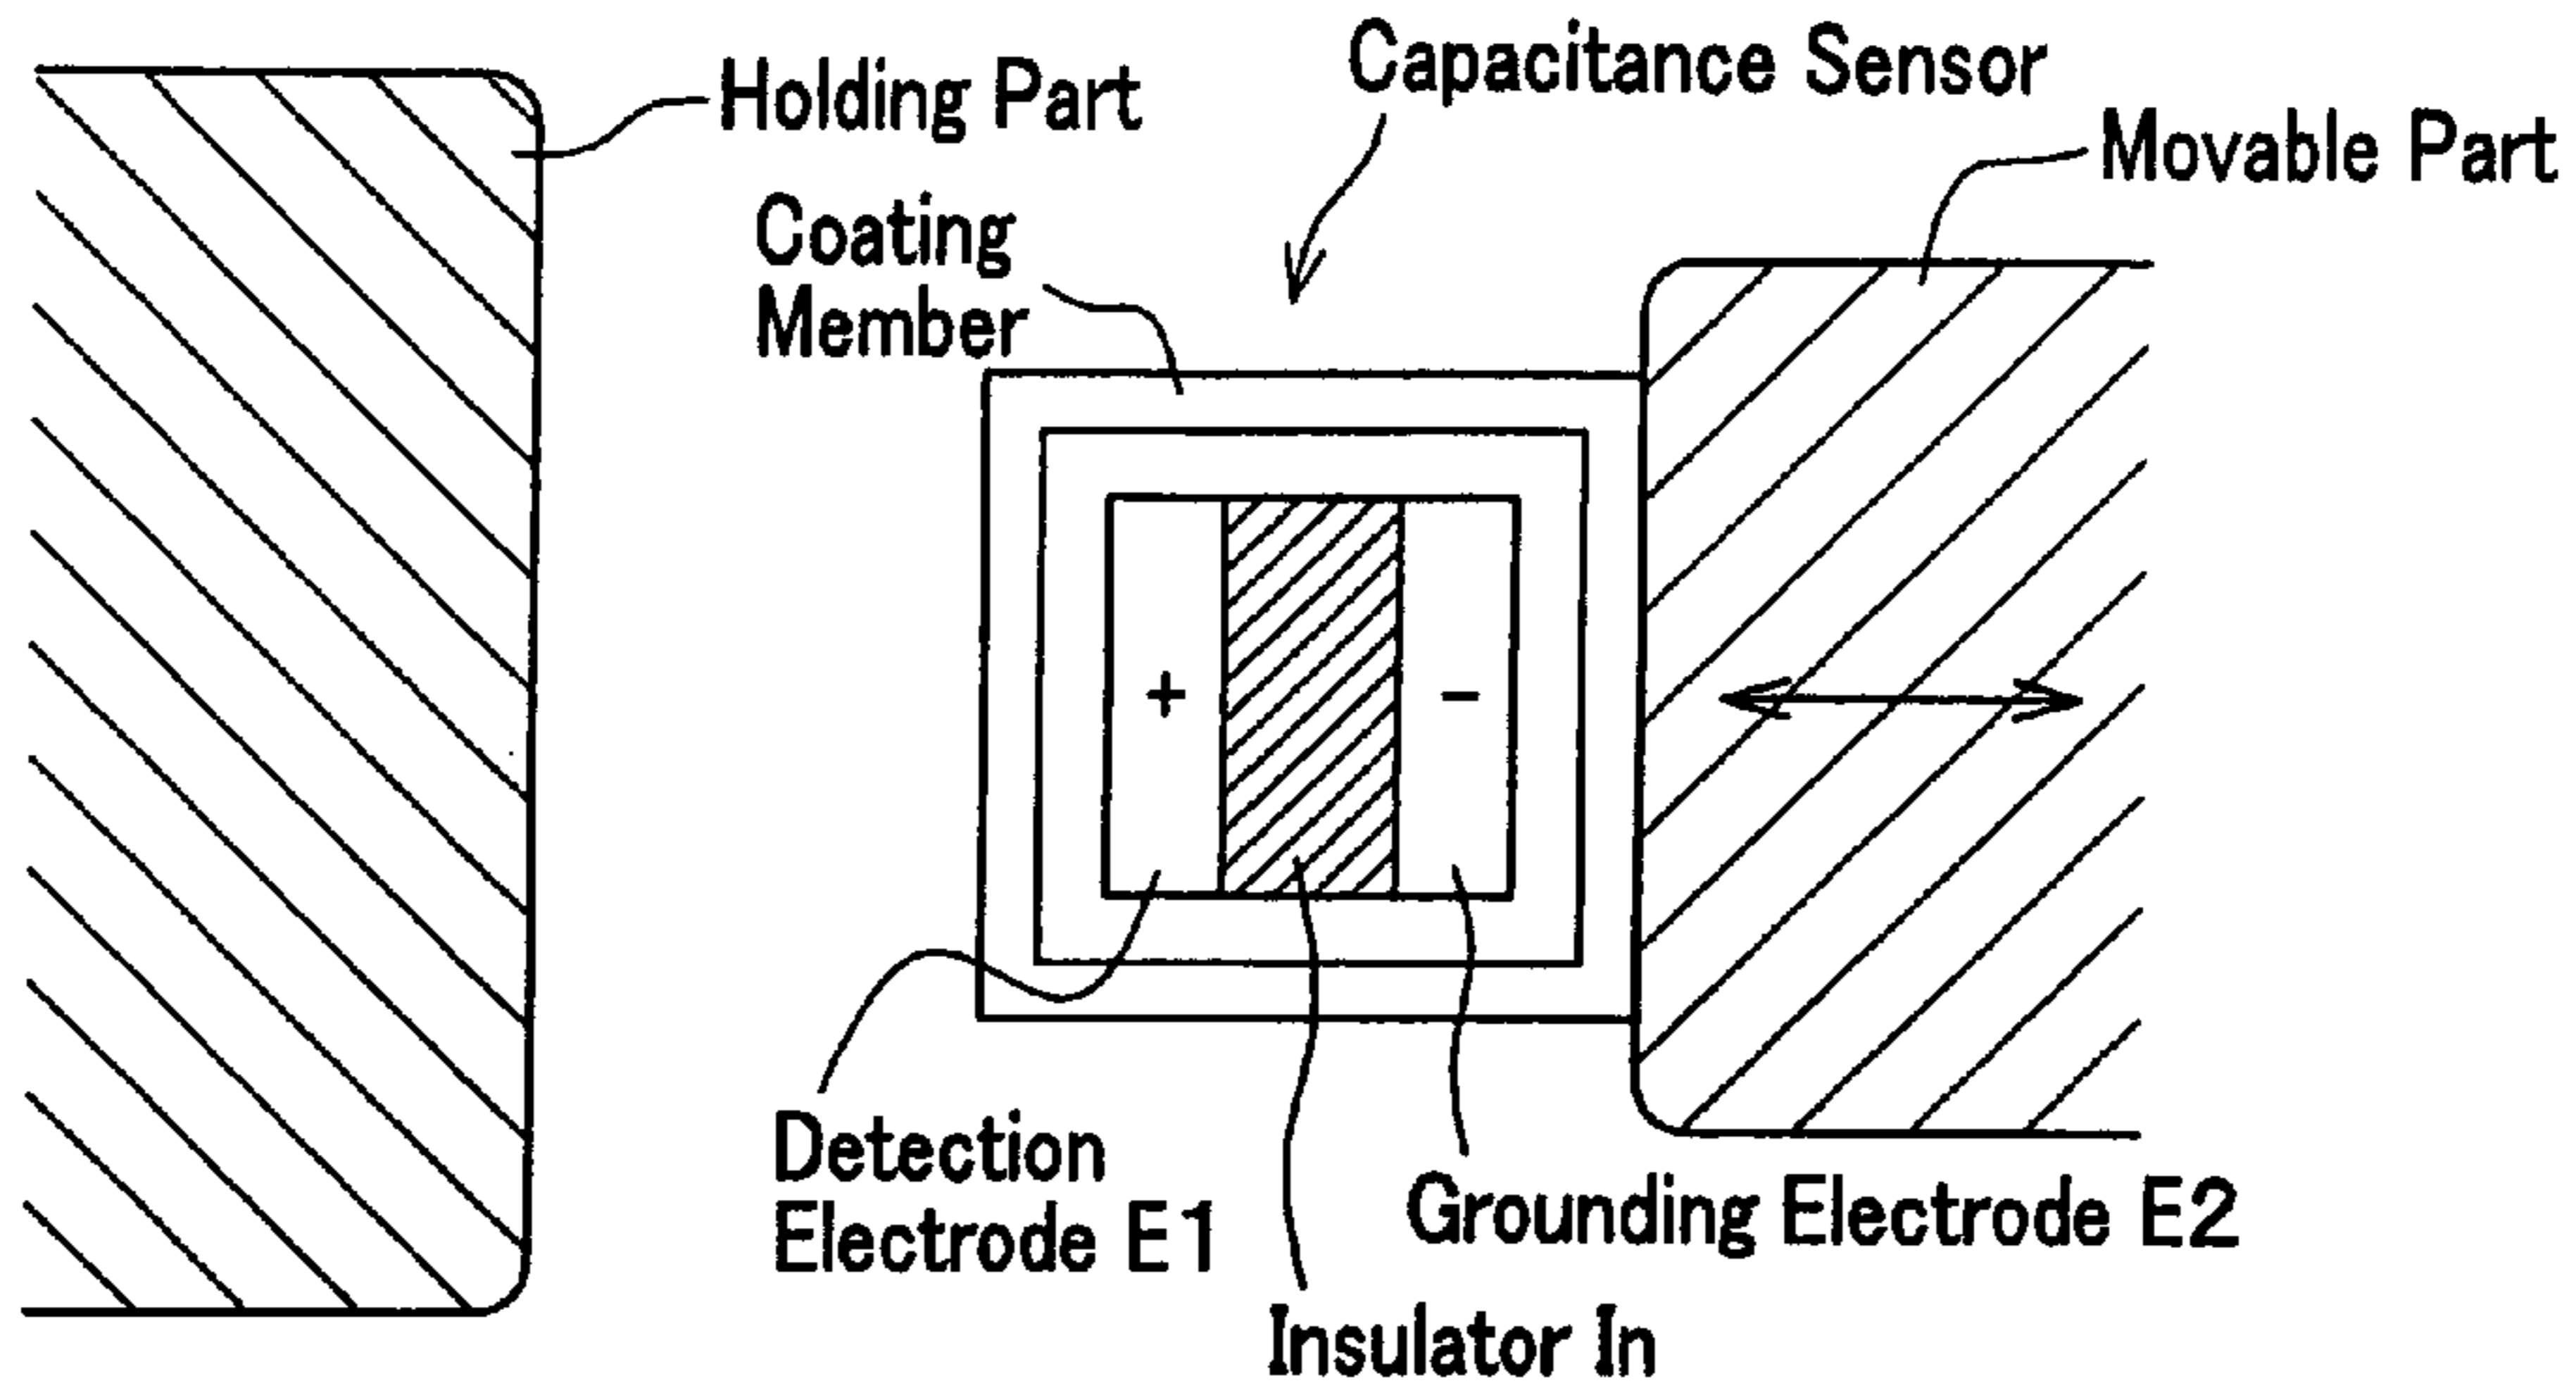 Capacitance Sensor
Holding Part
Movable Part
Coating
Member
+
-
Detection
Electrode E1
Grounding Electrode E2
Insulator In